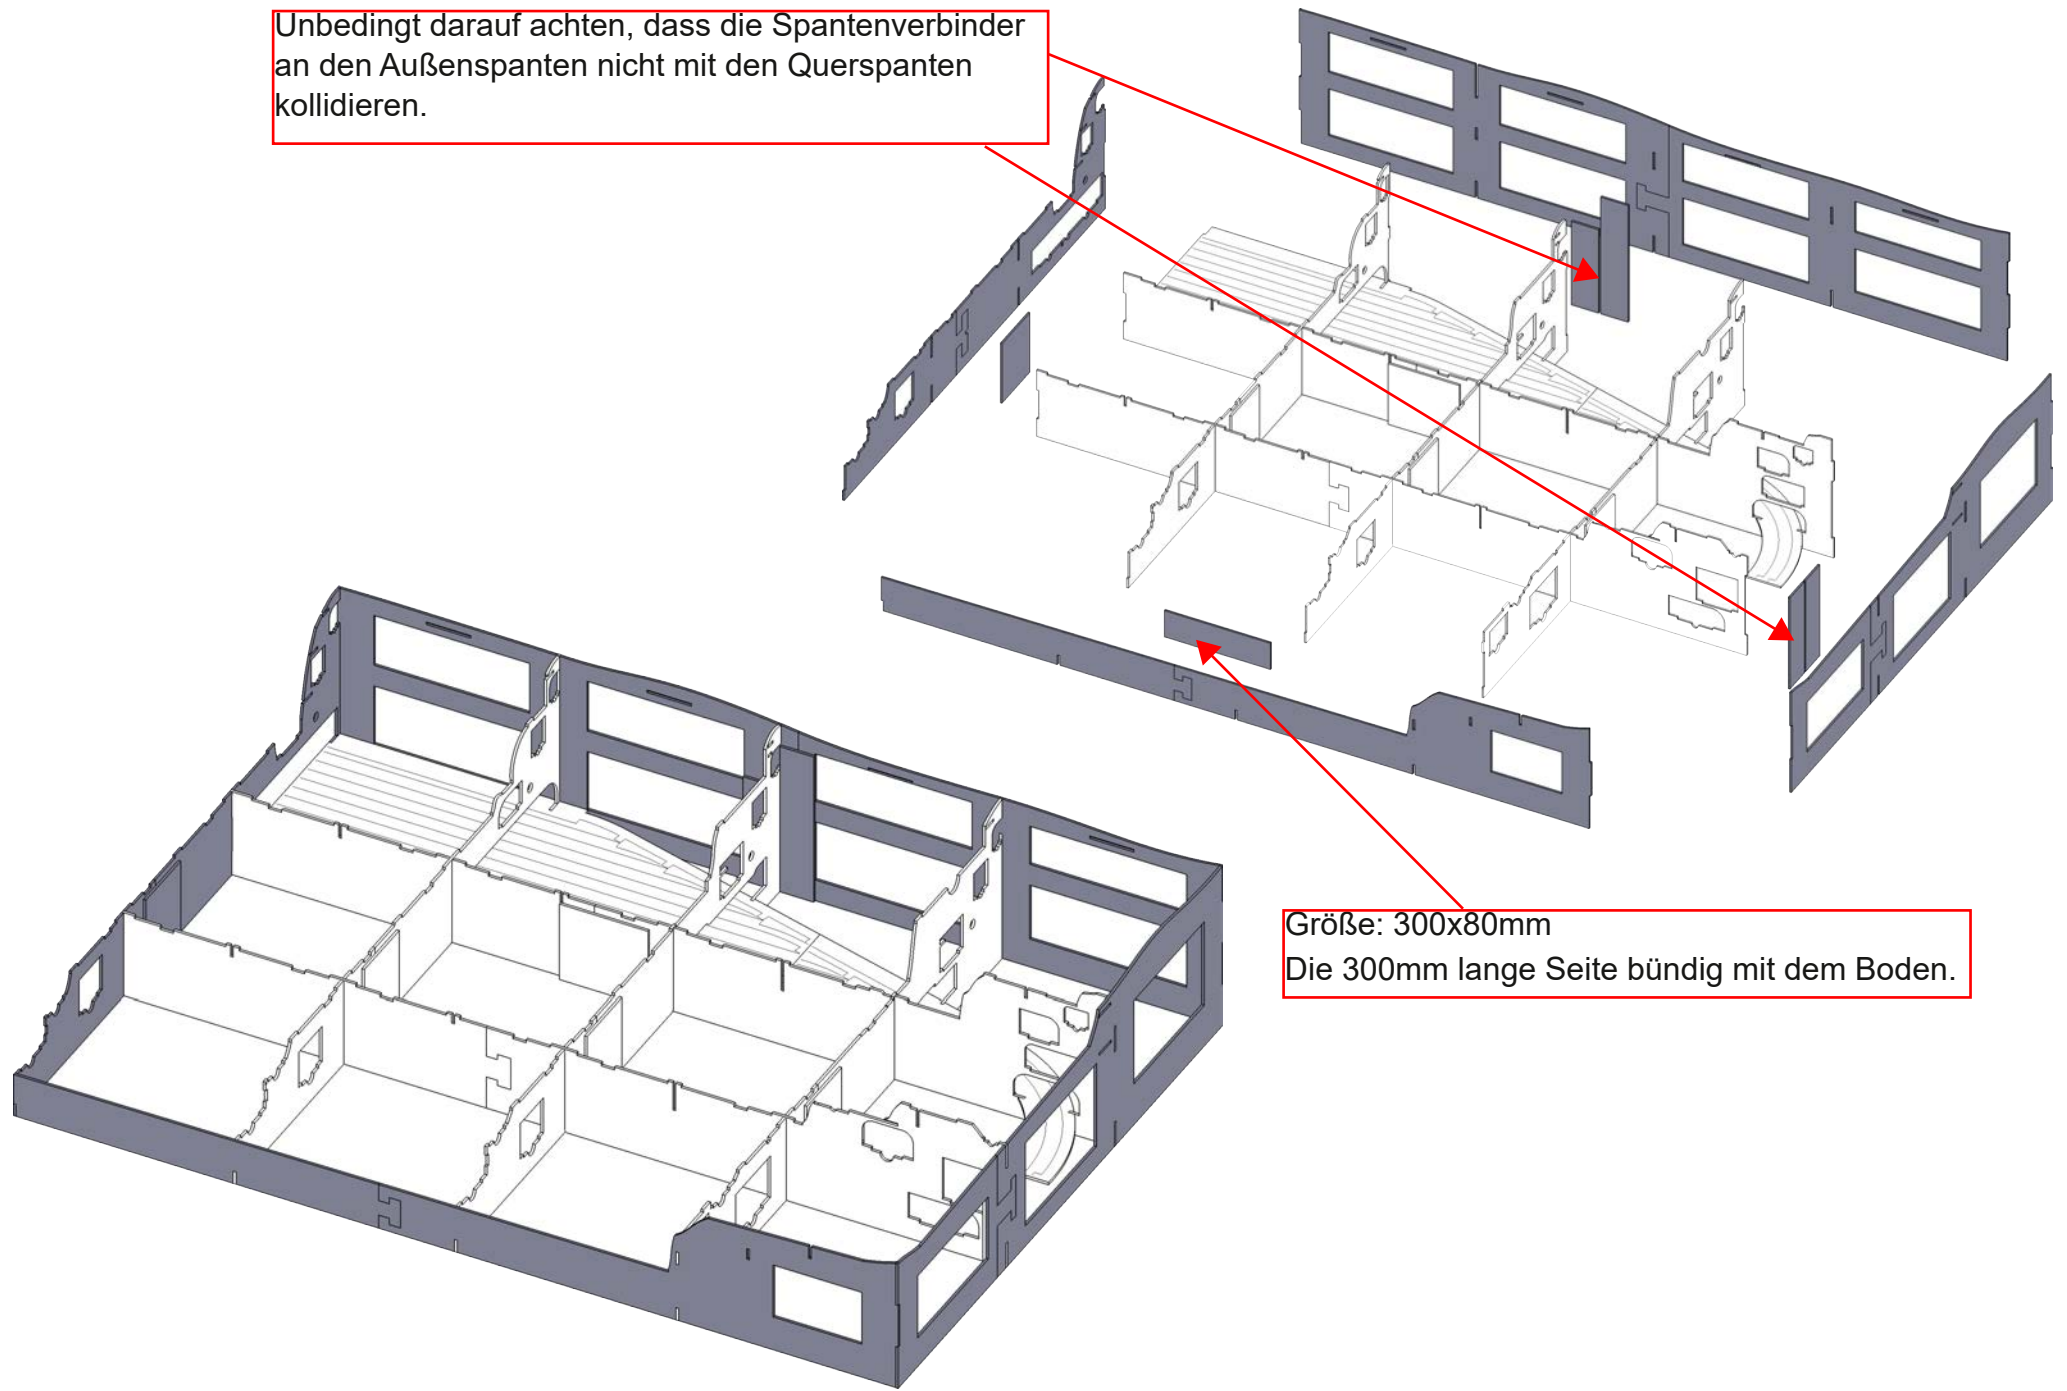 Unbedingt darauf achten, dass die Spantenverbinder
an den Außenspanten nicht mit den Querspanten
kollidieren.
Größe: 300x80mm
Die 300mm lange Seite bündig mit dem Boden.